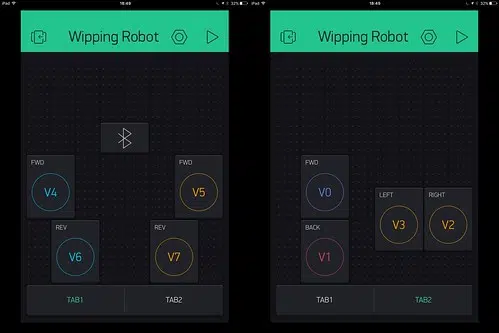 iPad 18:49 32%
Wipping Robot
FWD
V4
FWD
V5
REV
V6
REV
V7
TAB1 TAB2
iPad 18:49 32%
Wipping Robot
FWD
V0
LEFT
V3
RIGHT
V2
BACK
V1
TAB1 TAB2